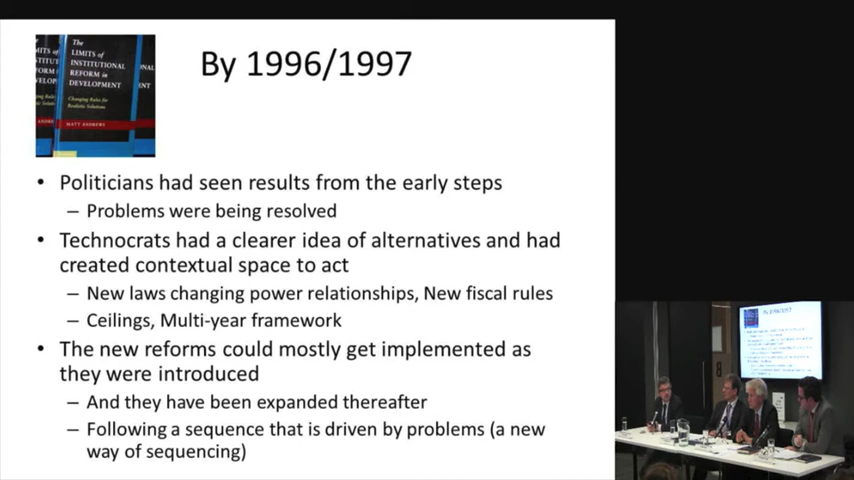 The
LIMITS of
INSTITUTIONAL
REFORM in
DEVELOPMENT
Changing Rules for
Realistic Solutions
MATT ANDREWS
By 1996/1997
• Politicians had seen results from the early steps
– Problems were being resolved
• Technocrats had a clearer idea of alternatives and had
created contextual space to act
– New laws changing power relationships, New fiscal rules
– Ceilings, Multi-year framework
• The new reforms could mostly get implemented as
they were introduced
– And they have been expanded thereafter
– Following a sequence that is driven by problems (a new
way of sequencing)
By 1996/1997